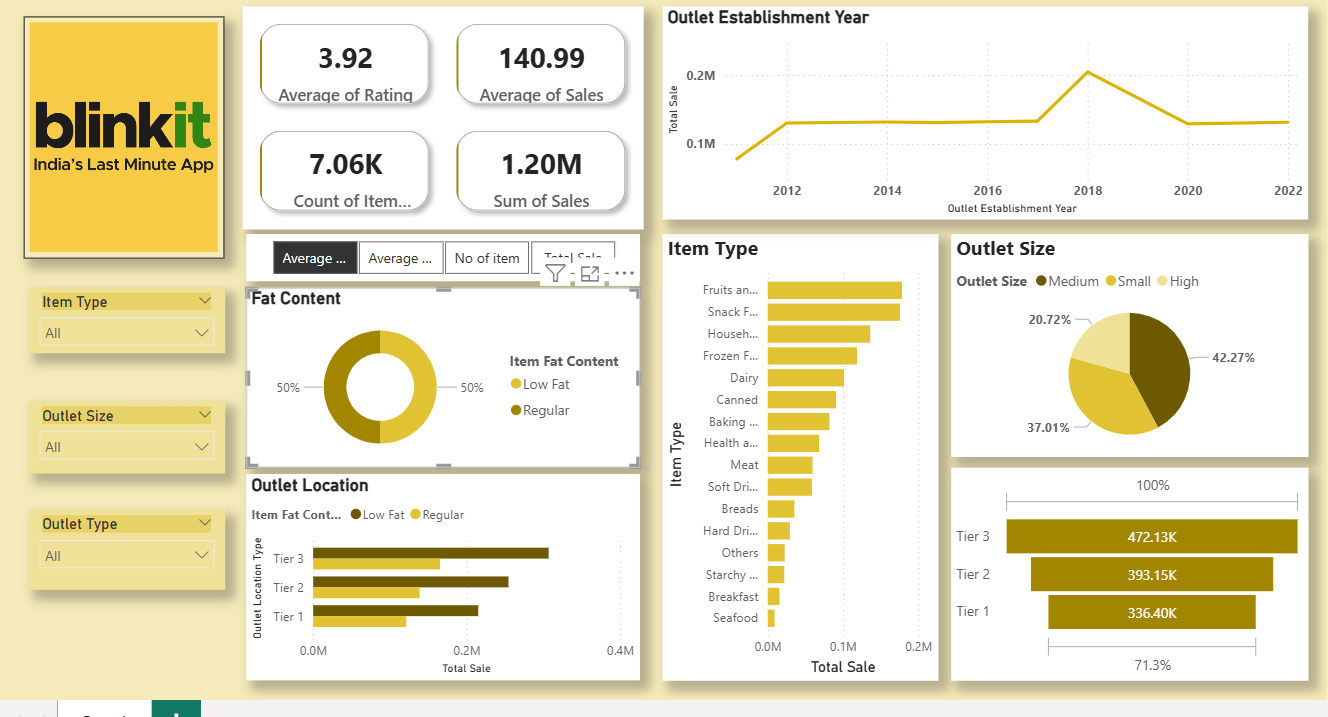 blinkit
India's Last Minute App
3.92
Average of Rating
140.99
Average of Sales
7.06K
Count of Item...
1.20M
Sum of Sales
Outlet Establishment Year
Total Sale
0.2M
0.1M
2012
2014
2016
2018
2020
2022
Outlet Establishment Year
Average ...
Average ...
No of item
Item Type
All
Outlet Size
All
Outlet Type
All
Fat Content
50%
50%
Item Fat Content
Low Fat
Regular
Outlet Location
Item Fat Cont...
Low Fat
Regular
Outlet Location Type
Tier 3
Tier 2
Tier 1
0.0M
0.2M
0.4M
Total Sale
Item Type
Item Type
Fruits an...
Snack F...
Househ...
Frozen F...
Dairy
Canned
Baking ...
Health a...
Meat
Soft Dri...
Breads
Hard Dri...
Others
Starchy ...
Breakfast
Seafood
0.0M
0.1M
0.2M
Total Sale
Outlet Size
Outlet Size
Medium
Small
High
20.72%
42.27%
37.01%
100%
Tier 3
472.13K
Tier 2
393.15K
Tier 1
336.40K
71.3%